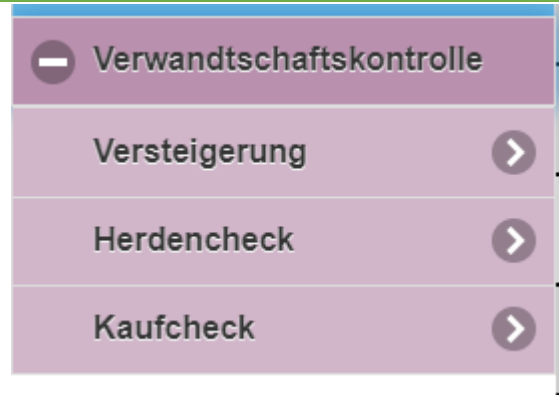 Verwandtschaftskontrolle
Versteigerung
Herdencheck
Kaufcheck